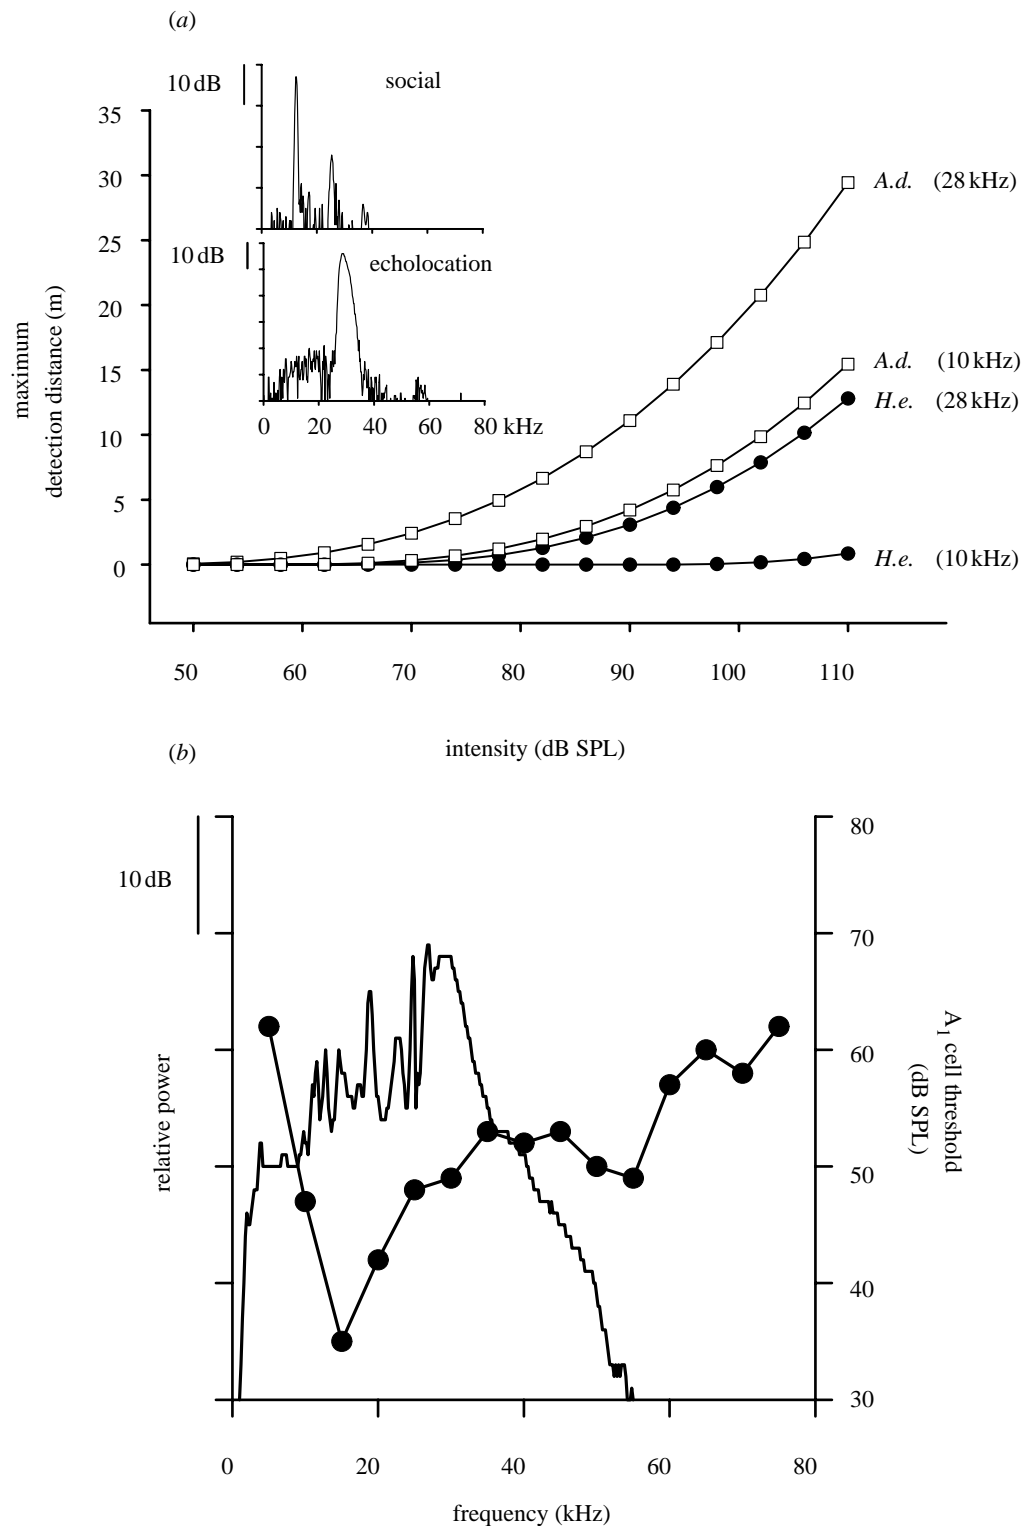 (a)
10 dB
social
10 dB
echolocation
0 20 40 60 80 kHz
35
30
25
20
15
10
5
0
maximum
detection distance (m)
A.d. (28 kHz)
A.d. (10 kHz)
H.e. (28 kHz)
H.e. (10 kHz)
50 60 70 80 90 100 110
intensity (dB SPL)
(b)
10 dB
relative power
80
70
60
50
40
30
A1 cell threshold
(dB SPL)
0 20 40 60 80
frequency (kHz)